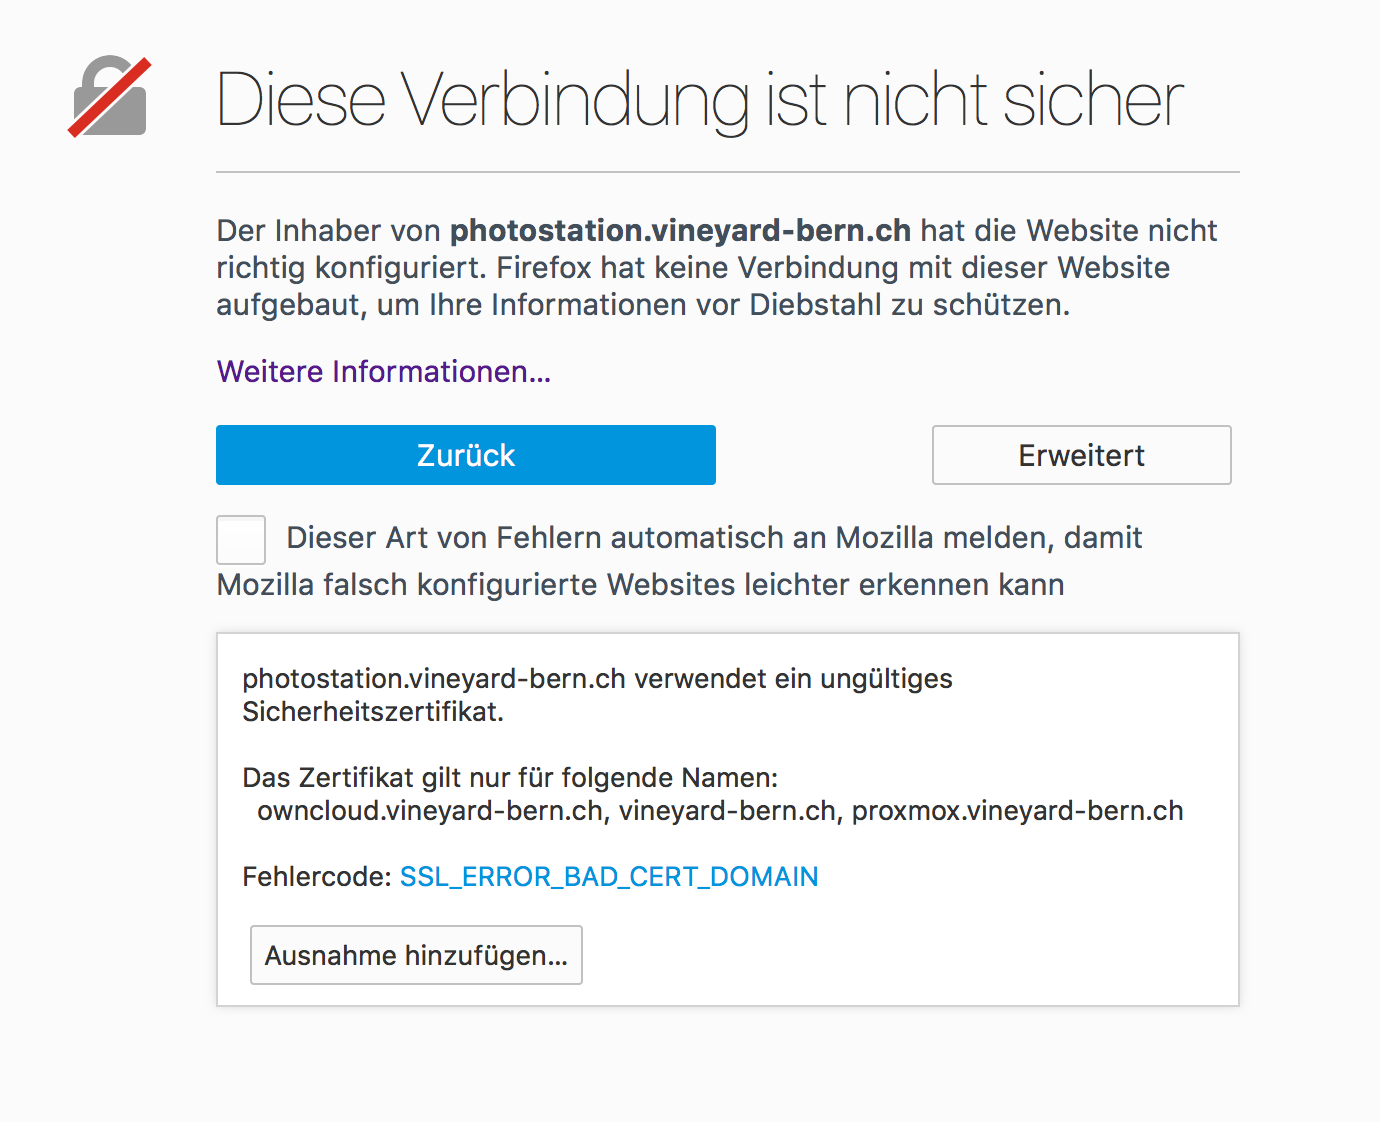 Diese Verbindung ist nicht sicher
Der Inhaber von photostation.vineyard-bern.ch hat die Website nicht
richtig konfiguriert. Firefox hat keine Verbindung mit dieser Website
aufgebaut, um Ihre Informationen vor Diebstahl zu schützen.
Weitere Informationen...
Zurück
Erweitert
Dieser Art von Fehlern automatisch an Mozilla melden, damit
Mozilla falsch konfigurierte Websites leichter erkennen kann
photostation.vineyard-bern.ch verwendet ein ungültiges
Sicherheitszertifikat.
Das Zertifikat gilt nur für folgende Namen:
owncloud.vineyard-bern.ch, vineyard-bern.ch, proxmox.vineyard-bern.ch
Fehlercode: SSL_ERROR_BAD_CERT_DOMAIN
Ausnahme hinzufügen...